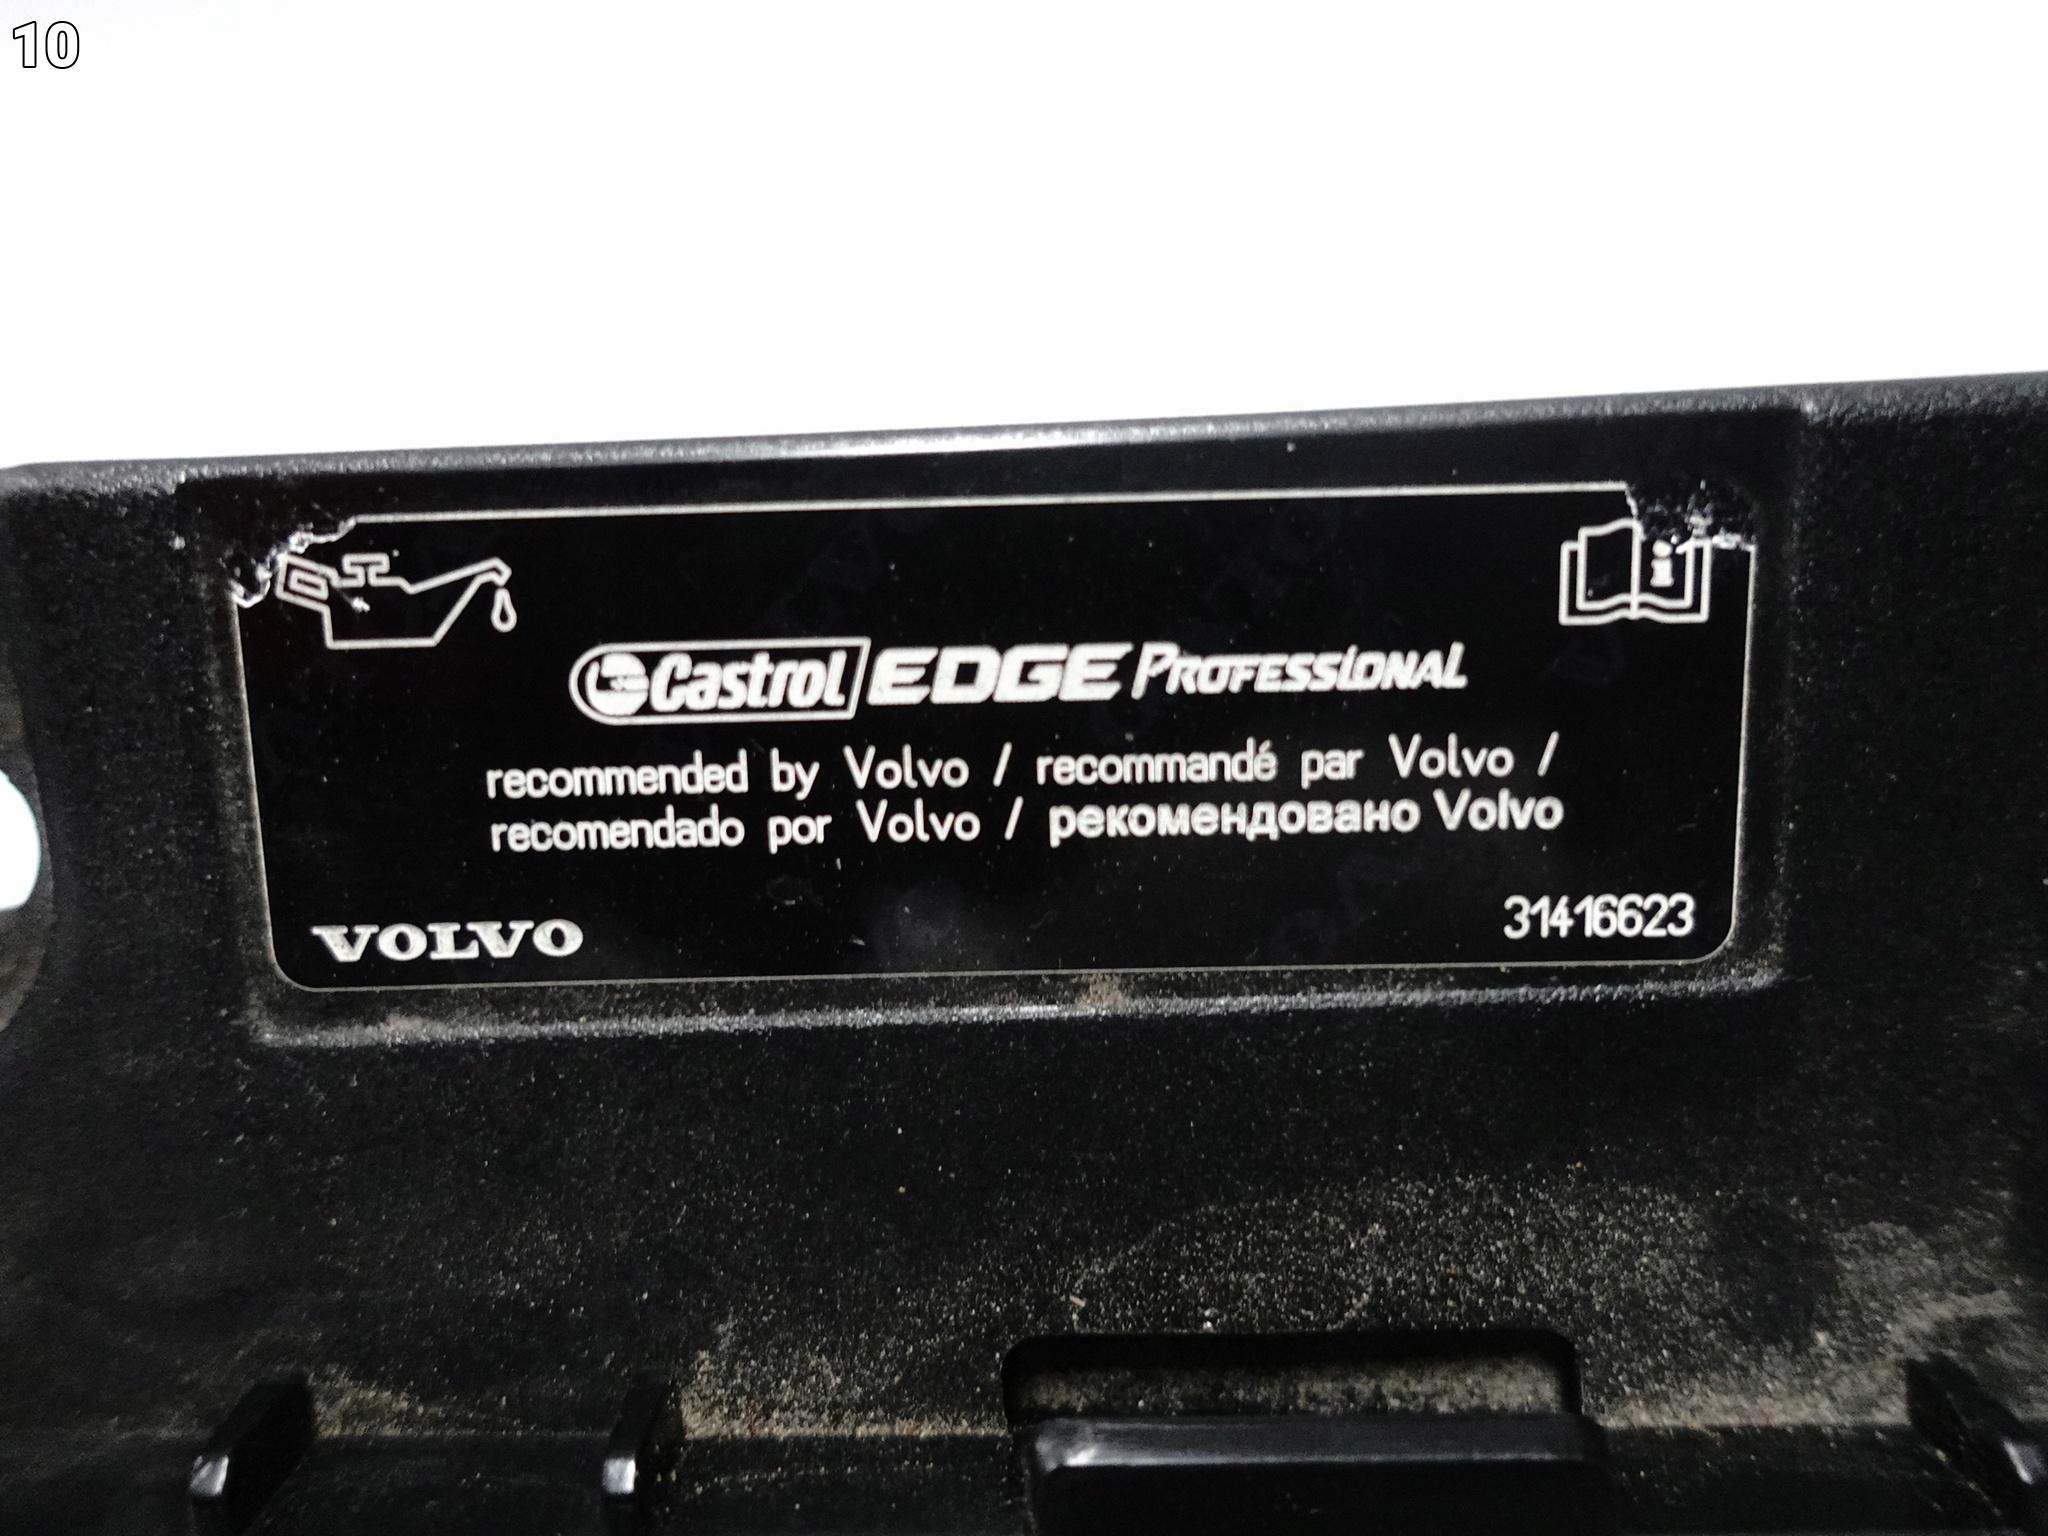 10
Castrol EDGE PROFESSIONAL
recommended by Volvo / recommandé par Volvo /
recomendado por Volvo / рекомендовано Volvo
VOLVO 31416623